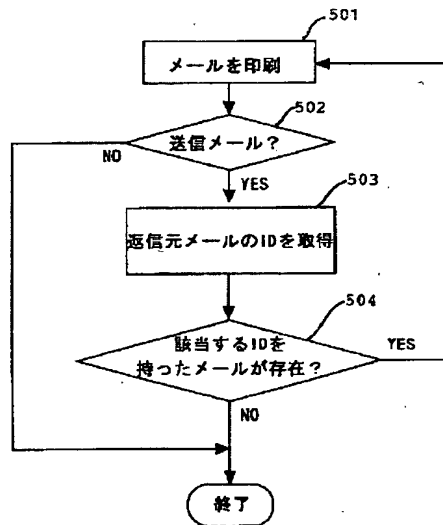 501
メールを印刷
502
送信メール？
NO
YES
503
返信元メールのIDを取得
504
該当するIDを
持ったメールが存在？
YES
NO
終了